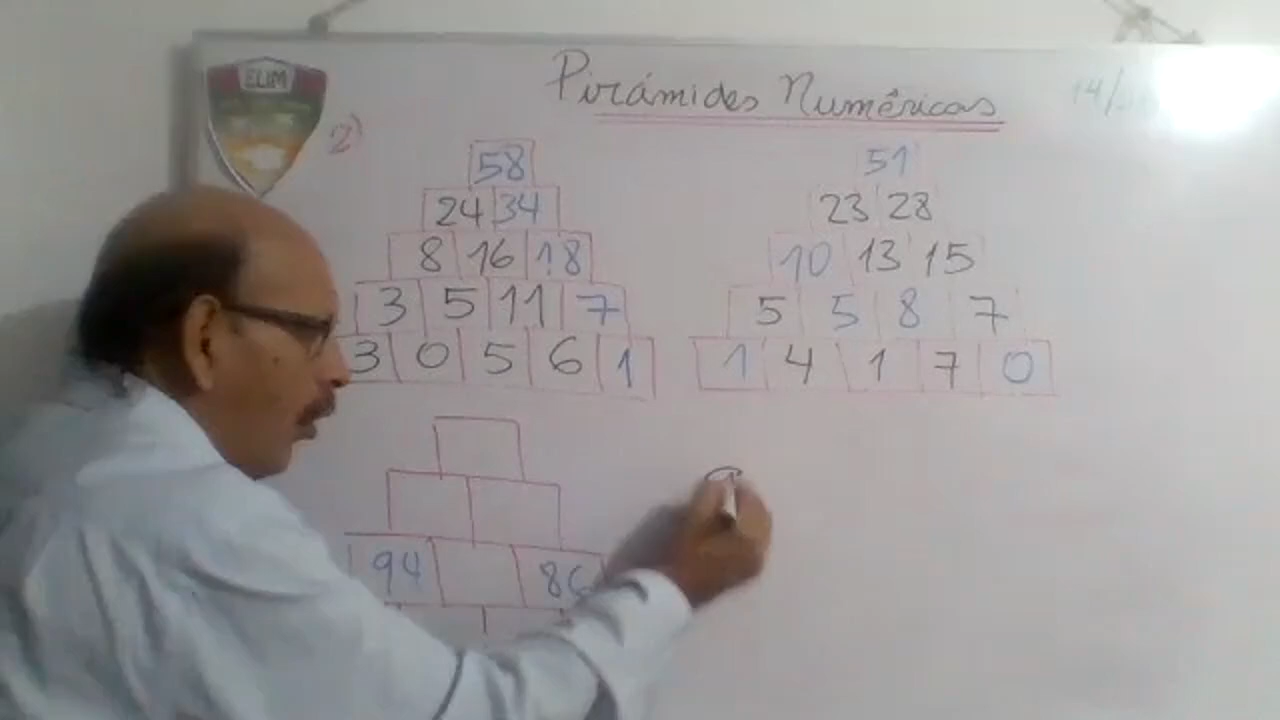 Pirámides Numéricas
ELIM
2)
58
24 34
8 16 18
3 5 11 7
3 0 5 6 1
51
23 28
10 13 15
5 5 8 7
1 4 1 7 0
94 86